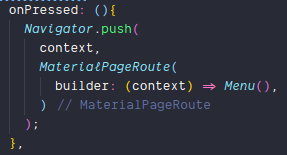 onPressed: (){
Navigator.push(
context,
MaterialPageRoute(
builder: (context) => Menu(),
) // MaterialPageRoute
);
},